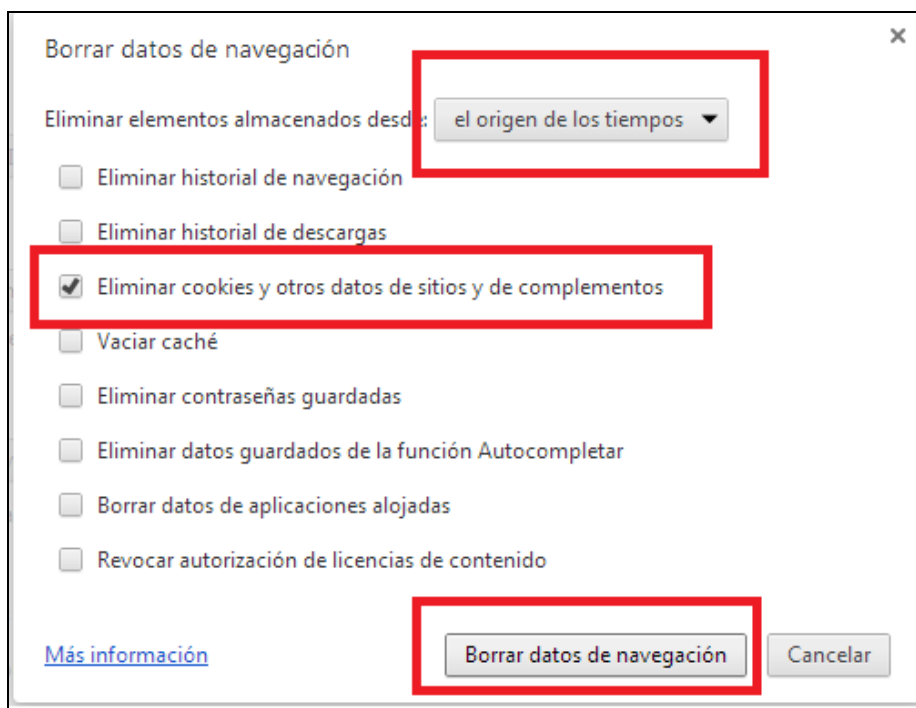 Borrar datos de navegación
Eliminar elementos almacenados desde: el origen de los tiempos
Eliminar historial de navegación
Eliminar historial de descargas
Eliminar cookies y otros datos de sitios y de complementos
Vaciar caché
Eliminar contraseñas guardadas
Eliminar datos guardados de la función Autocompletar
Borrar datos de aplicaciones alojadas
Revocar autorización de licencias de contenido
Más información Borrar datos de navegación Cancelar